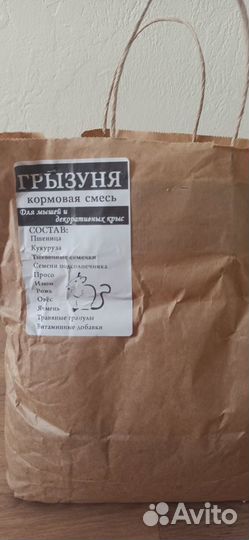 ГРЫЗУНЯ
кормовая смесь
Для мышей и
декоративных крыс
СОСТАВ:
Пшеница
Кукуруза
Тыквенные семечки
Семена подсолнечника
Просо
Изюм
Рожь
Овёс
Ячмень
Травяные гранулы
Витаминные добавки
Avito